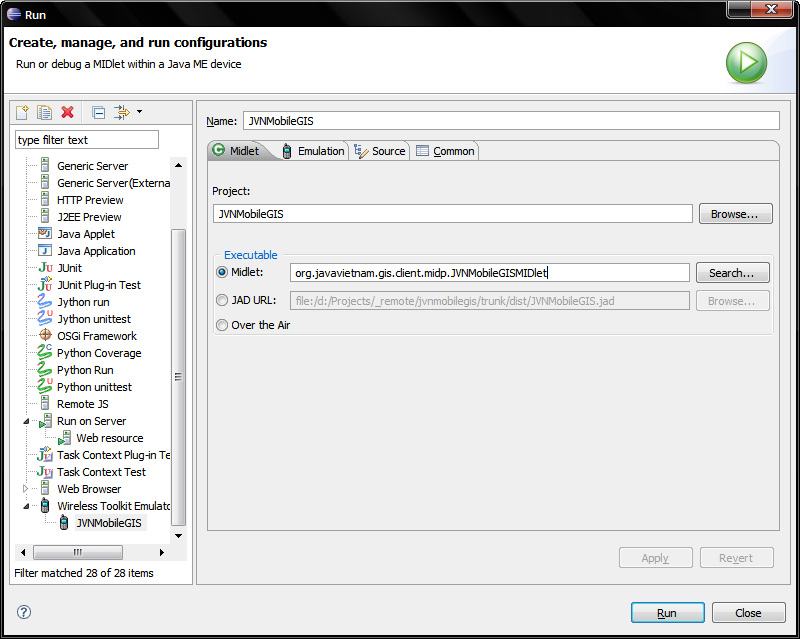 Run
Create, manage, and run configurations
Run or debug a MIDlet within a Java ME device
type filter text
Generic Server
Generic Server(Externa
HTTP Preview
J2EE Preview
Java Applet
Java Application
JUnit
JUnit Plug-in Test
Jython run
Jython unittest
OSGi Framework
Python Coverage
Python Run
Python unittest
Remote JS
Run on Server
Web resource
Task Context Plug-in Te
Task Context Test
Web Browser
Wireless Toolkit Emulato
JVNMobileGIS
Filter matched 28 of 28 items
Name: JVNMobileGIS
Midlet Emulation Source Common
Project:
JVNMobileGIS Browse...
Executable
Midlet: org.javavietnam.gis.client.midp.JVNMobileGISMIDlet Search...
JAD URL: file:/d:/Projects/_remote/jvnmobilegis/trunk/dist/JVNMobileGIS.jad Browse...
Over the Air
Apply Revert
Run Close